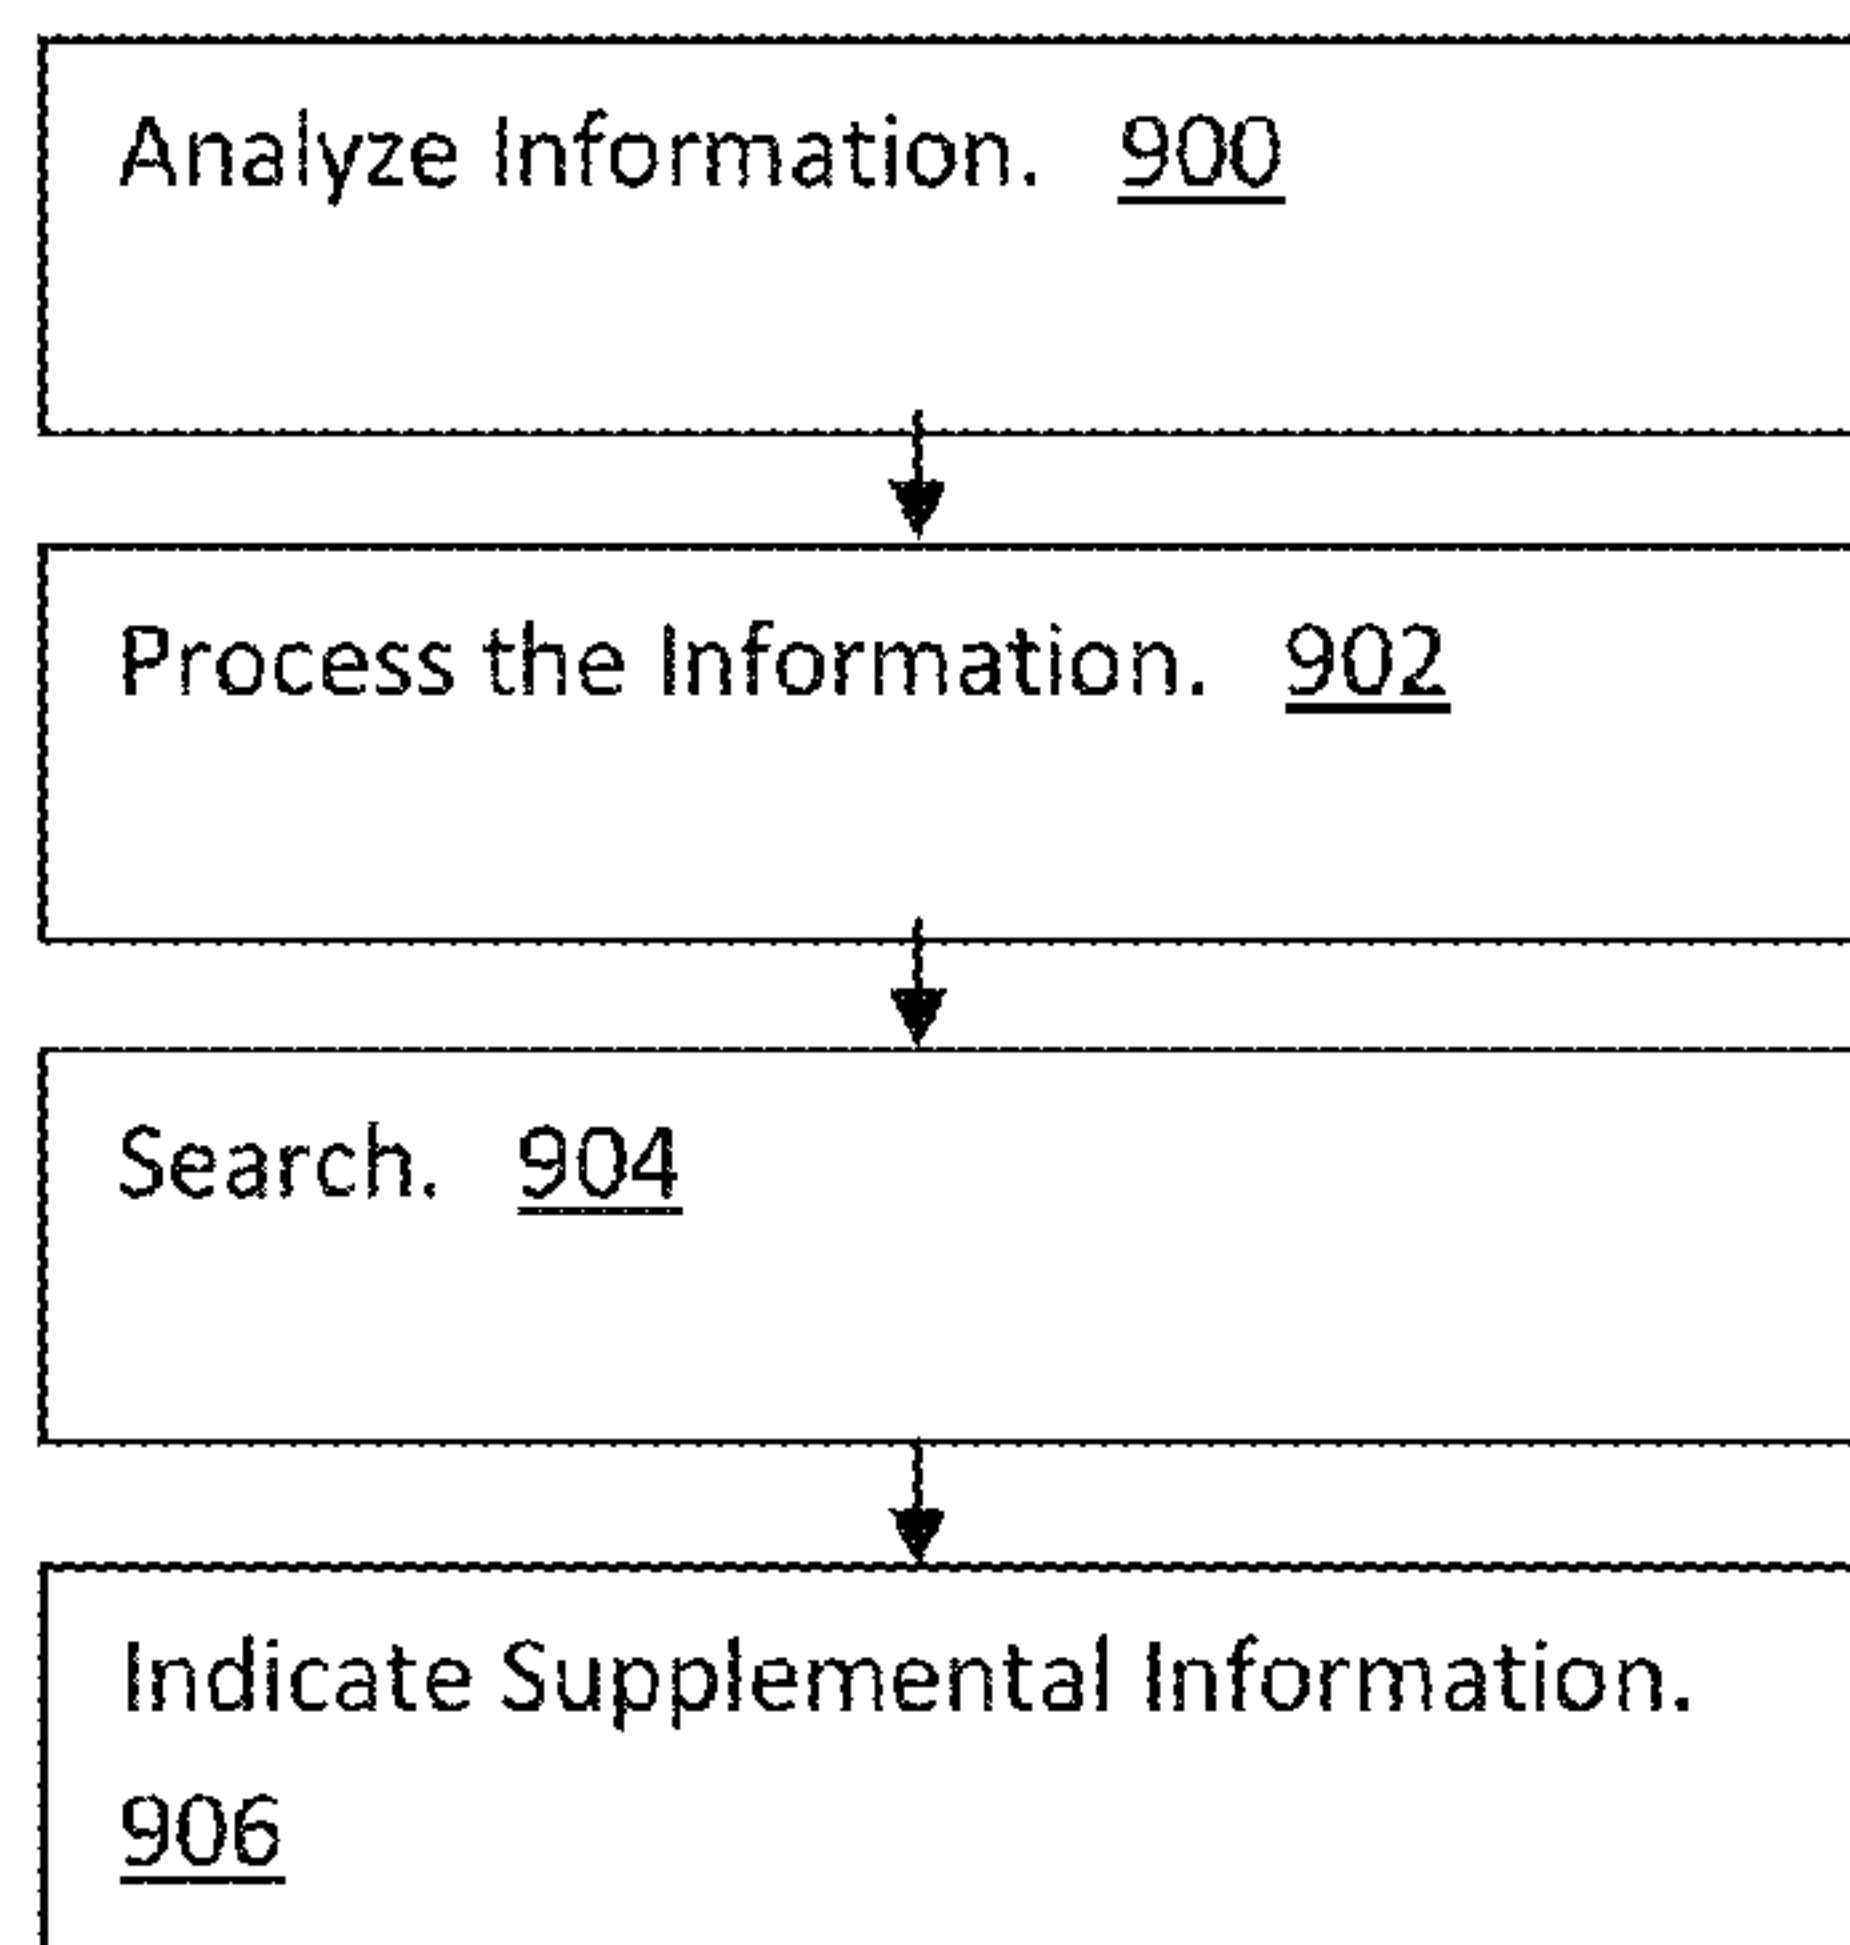 Analyze Information. 900
Process the Information. 902
Search. 904
Indicate Supplemental Information.
906